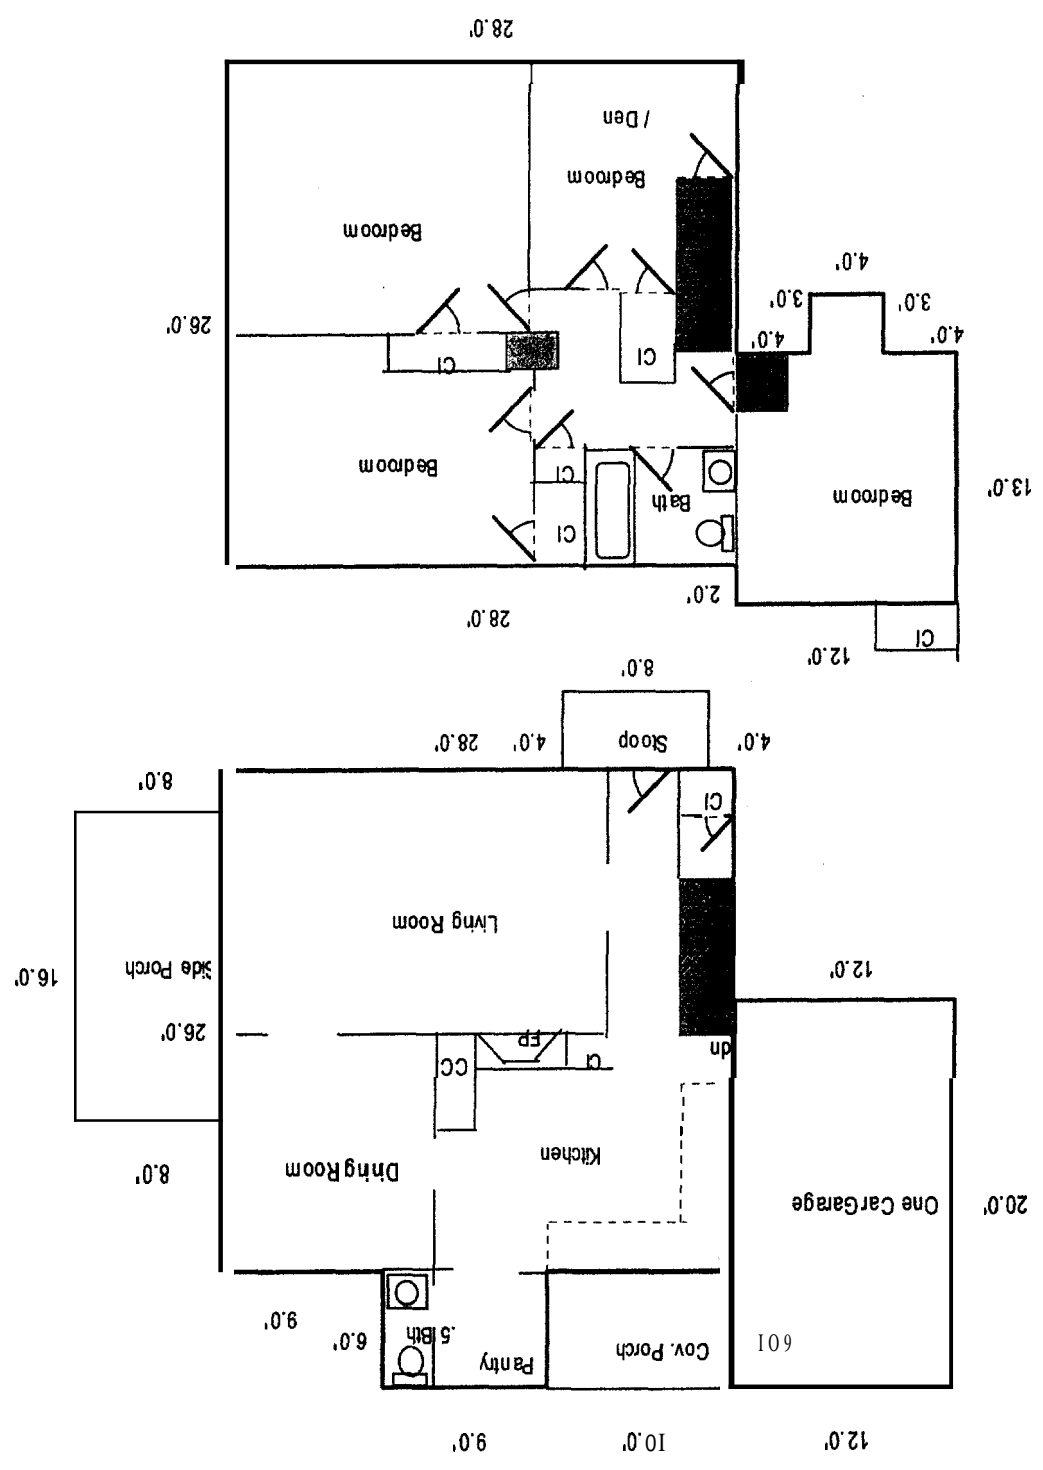 12.0'
10.0'
9.0'
109
Cov. Porch
Pantry
.5 Bth
6.0'
9.0'
20.0'
One Car Garage
Kitchen
Dining Room
8.0'
dn
Cl
FP
CC
26.0'
12.0'
Side Porch
16.0'
Living Room
Cl
8.0'
4.0'
Stoop
4.0'
28.0'
8.0'
Cl
12.0'
28.0'
2.0'
13.0'
Bedroom
Bath
Cl
Cl
Bedroom
Cl
Cl
4.0'
4.0'
26.0'
3.0'
3.0'
4.0'
Bedroom
Bedroom
/ Den
28.0'